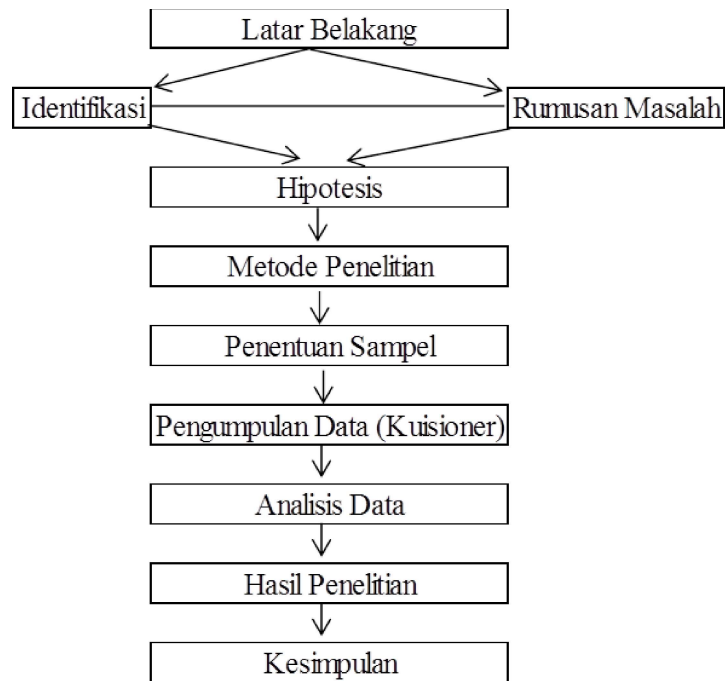 Latar Belakang
Identifikasi
Rumusan Masalah
Hipotesis
Metode Penelitian
Penentuan Sampel
Pengumpulan Data (Kuisioner)
Analisis Data
Hasil Penelitian
Kesimpulan